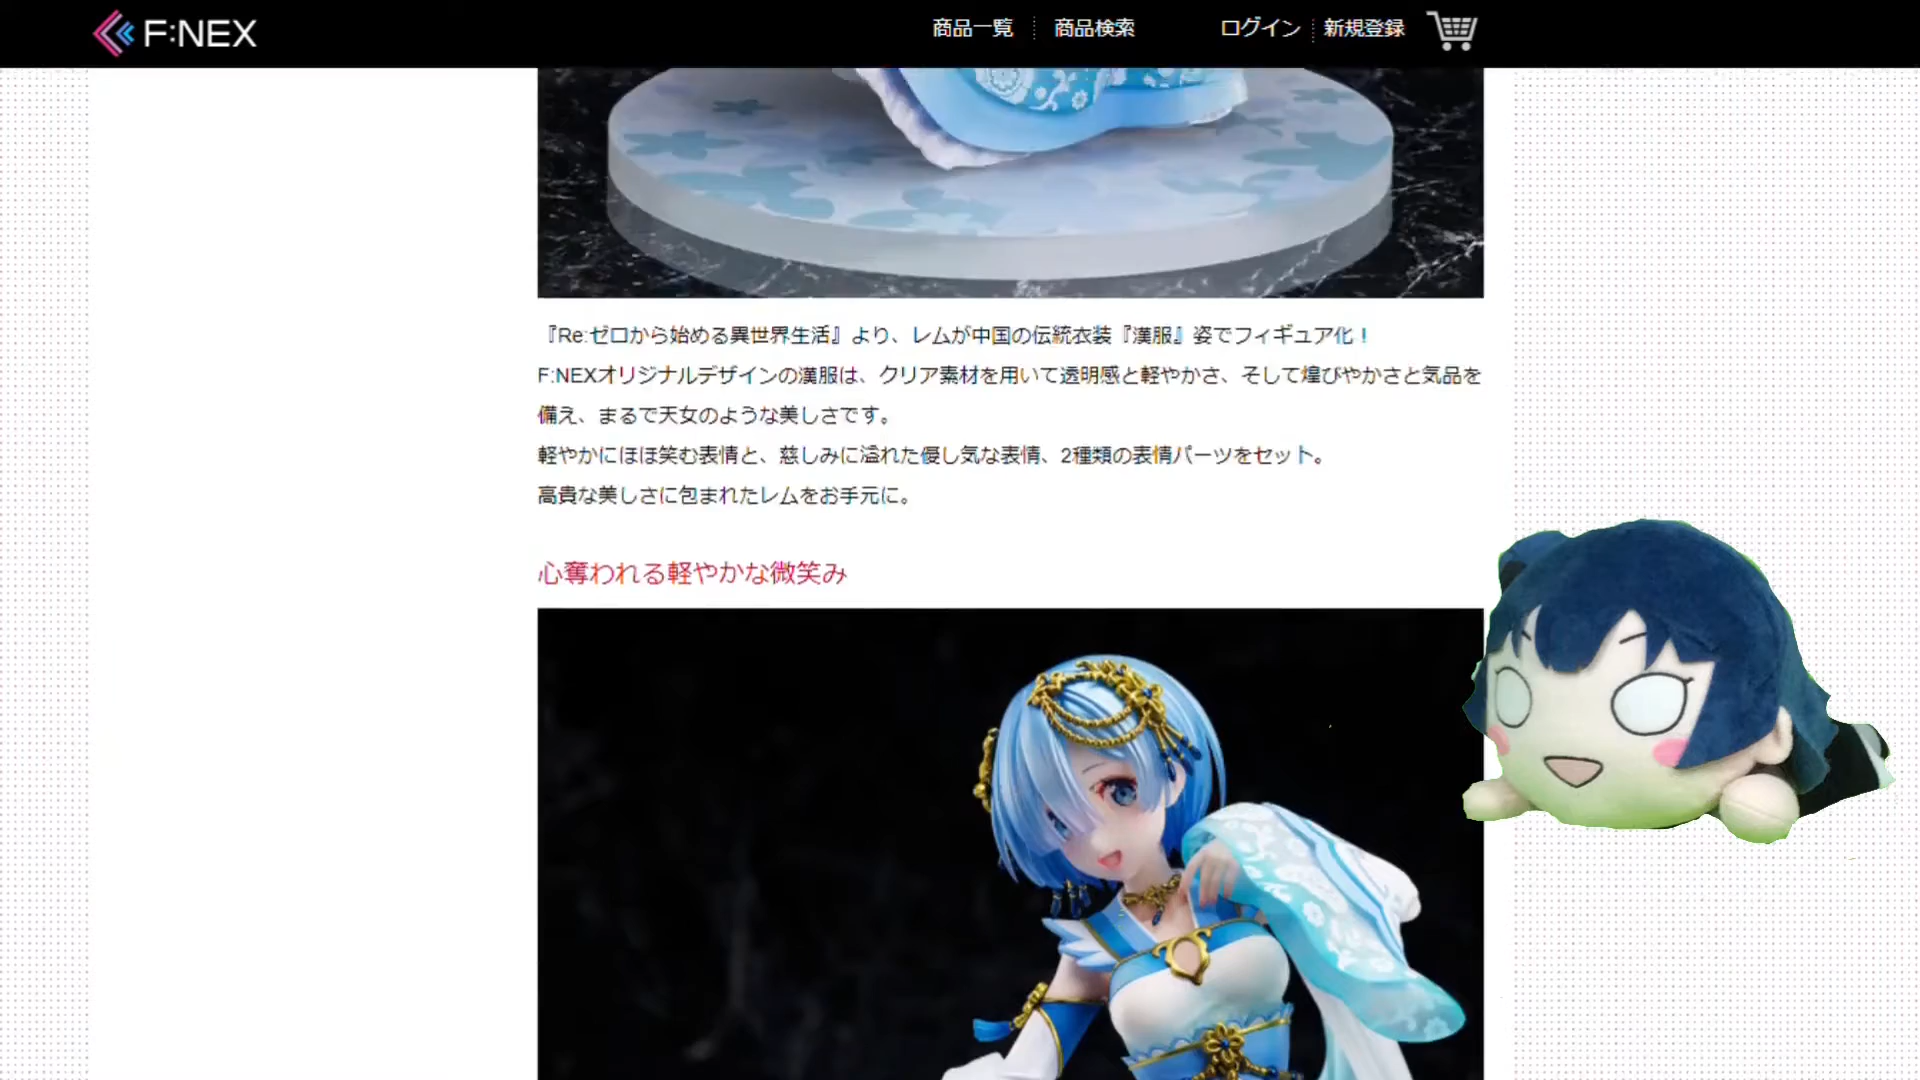 F:NEX
商品一覧
商品検索
ログイン
新規登録
『Re:ゼロから始める異世界生活』より、レムが中国の伝統衣装『漢服』姿でフィギュア化！
F:NEXオリジナルデザインの漢服は、クリア素材を用いて透明感と軽やかさ、そして煌びやかさと気品を
備え、まるで天女のような美しさです。
軽やかにほほ笑む表情と、慈しみに溢れた優し気な表情、2種類の表情パーツをセット。
高貴な美しさに包まれたレムをお手元に。
心奪われる軽やかな微笑み